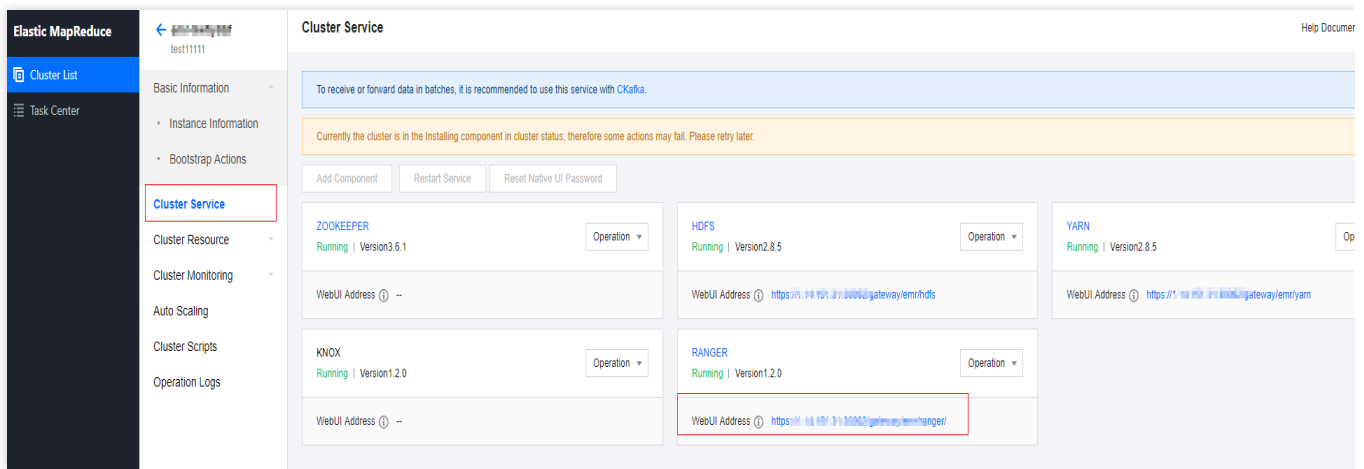 Elastic MapReduce
Cluster List
Task Center
test11111
Basic Information
Instance Information
Bootstrap Actions
Cluster Service
Cluster Resource
Cluster Monitoring
Auto Scaling
Cluster Scripts
Operation Logs
Cluster Service
Help Documen
To receive or forward data in batches, it is recommended to use this service with CKafka.
Currently the cluster is in the Installing component in cluster status, therefore some actions may fail. Please retry later.
Add Component Restart Service Reset Native UI Password
ZOOKEEPER
Running | Version3.6.1
Operation
WebUI Address --
HDFS
Running | Version2.8.5
Operation
WebUI Address /gateway/emr/hdfs
YARN
Running | Version2.8.5
Op
WebUI Address gateway/emr/yarn
KNOX
Running | Version1.2.0
Operation
WebUI Address --
RANGER
Running | Version1.2.0
Operation
WebUI Address